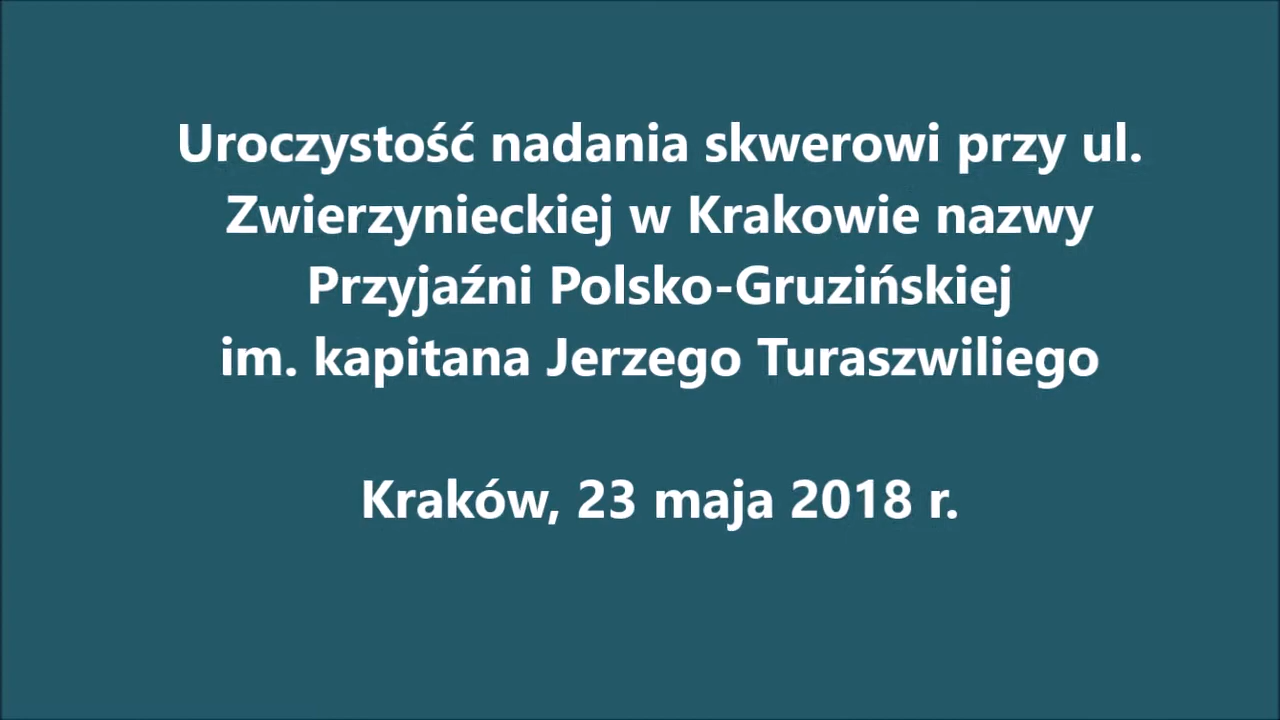 Uroczystość nadania skwerowi przy ul.
Zwierzynieckiej w Krakowie nazwy
Przyjaźni Polsko-Gruzińskiej
im. kapitana Jerzego Turaszwiliego
Kraków, 23 maja 2018 r.